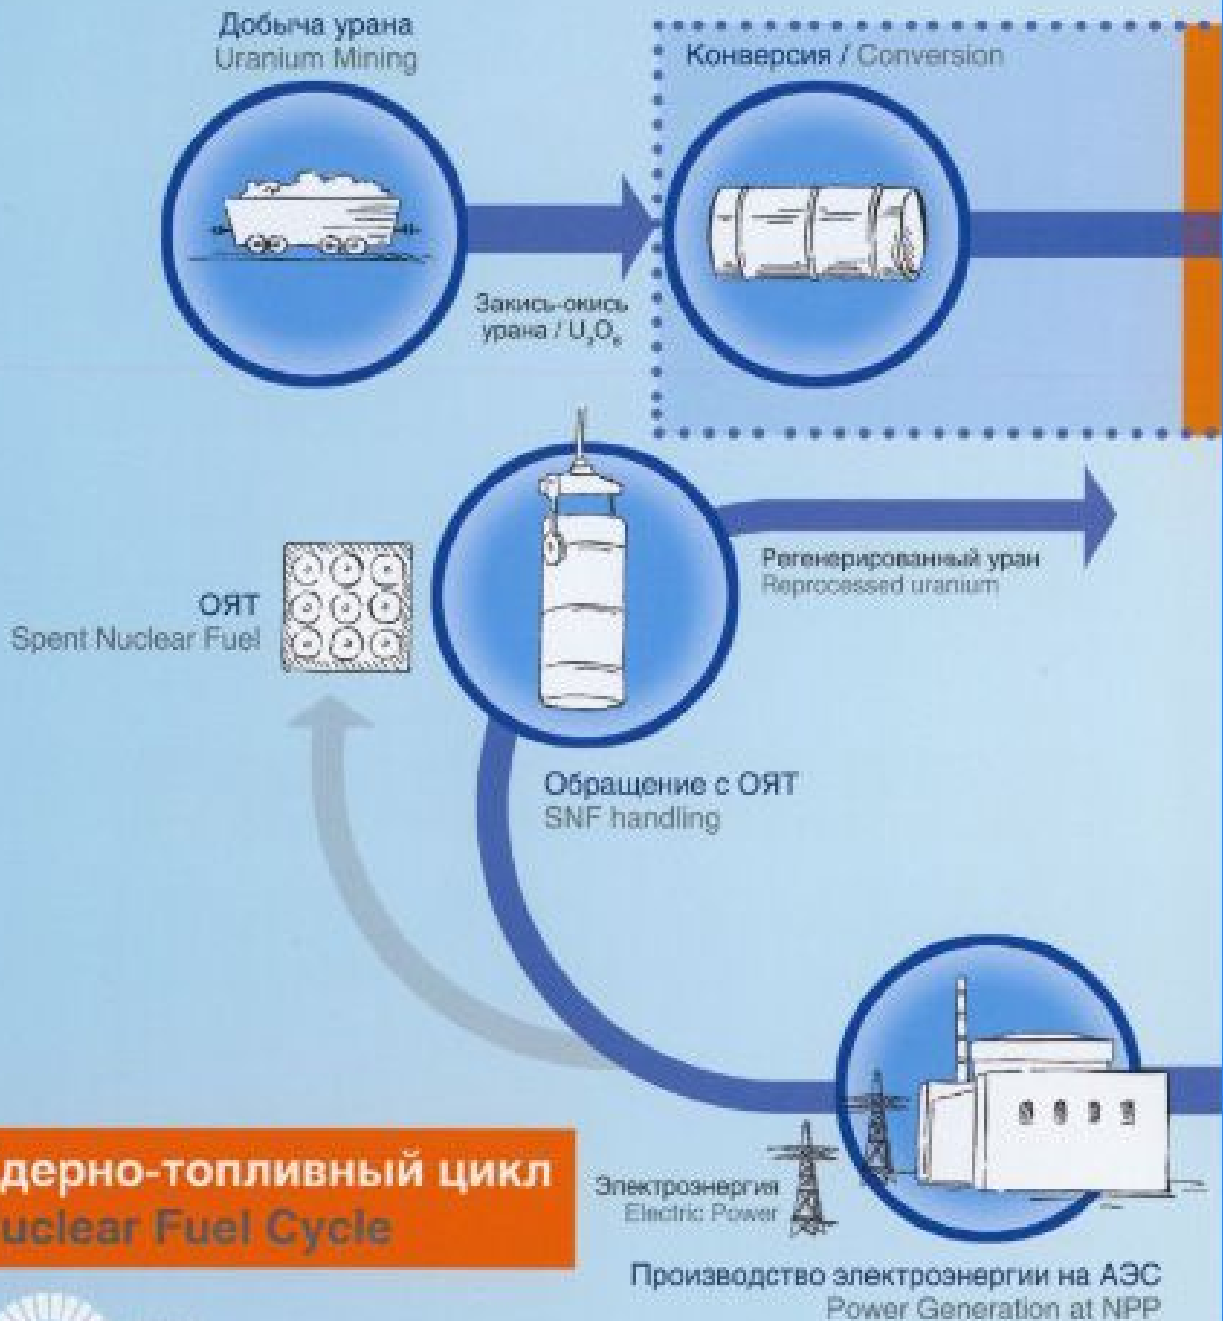 Добыча урана
Uranium Mining
Конверсия / Conversion
Закись-окись
урана / U₃O₈
Регенерированный уран
Reprocessed uranium
ОЯТ
Spent Nuclear Fuel
Обращение с ОЯТ
SNF handling
дерно-топливный цикл
uclear Fuel Cycle
Электроэнергия
Electric Power
Производство электроэнергии на АЭС
Power Generation at NPP